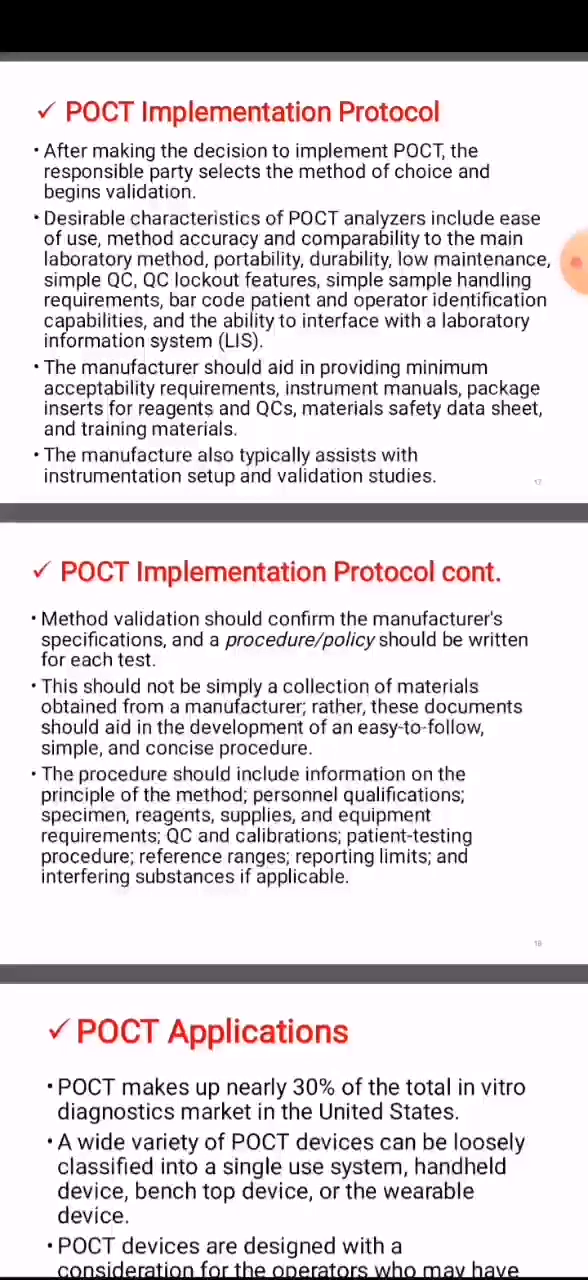 ✓ POCT Implementation Protocol
• After making the decision to implement POCT, the
responsible party selects the method of choice and
begins validation.
• Desirable characteristics of POCT analyzers include ease
of use, method accuracy and comparability to the main
laboratory method, portability, durability, low maintenance,
simple QC, QC lockout features, simple sample handling
requirements, bar code patient and operator identification
capabilities, and the ability to interface with a laboratory
information system (LIS).
• The manufacturer should aid in providing minimum
acceptability requirements, instrument manuals, package
inserts for reagents and QCs, materials safety data sheet,
and training materials.
• The manufacture also typically assists with
instrumentation setup and validation studies.
17
✓ POCT Implementation Protocol cont.
• Method validation should confirm the manufacturer's
specifications, and a procedure/policy should be written
for each test.
• This should not be simply a collection of materials
obtained from a manufacturer; rather, these documents
should aid in the development of an easy-to-follow,
simple, and concise procedure.
• The procedure should include information on the
principle of the method; personnel qualifications;
specimen, reagents, supplies, and equipment
requirements; QC and calibrations; patient-testing
procedure; reference ranges; reporting limits; and
interfering substances if applicable.
18
✓ POCT Applications
• POCT makes up nearly 30% of the total in vitro
diagnostics market in the United States.
• A wide variety of POCT devices can be loosely
classified into a single use system, handheld
device, bench top device, or the wearable
device.
• POCT devices are designed with a
consideration for the operators who may have